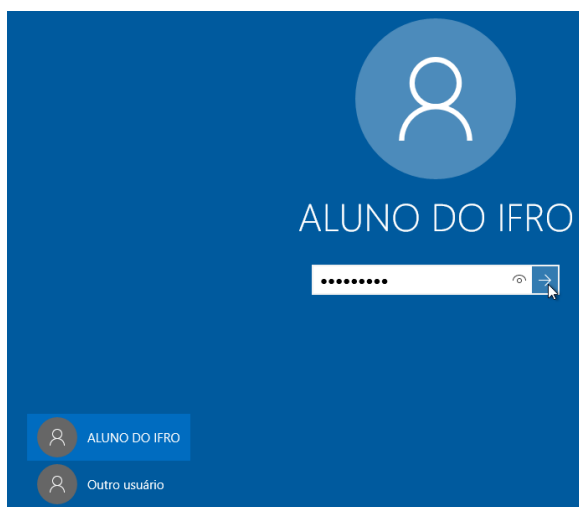 ALUNO DO IFRO
•••••••••
ALUNO DO IFRO
Outro usuário